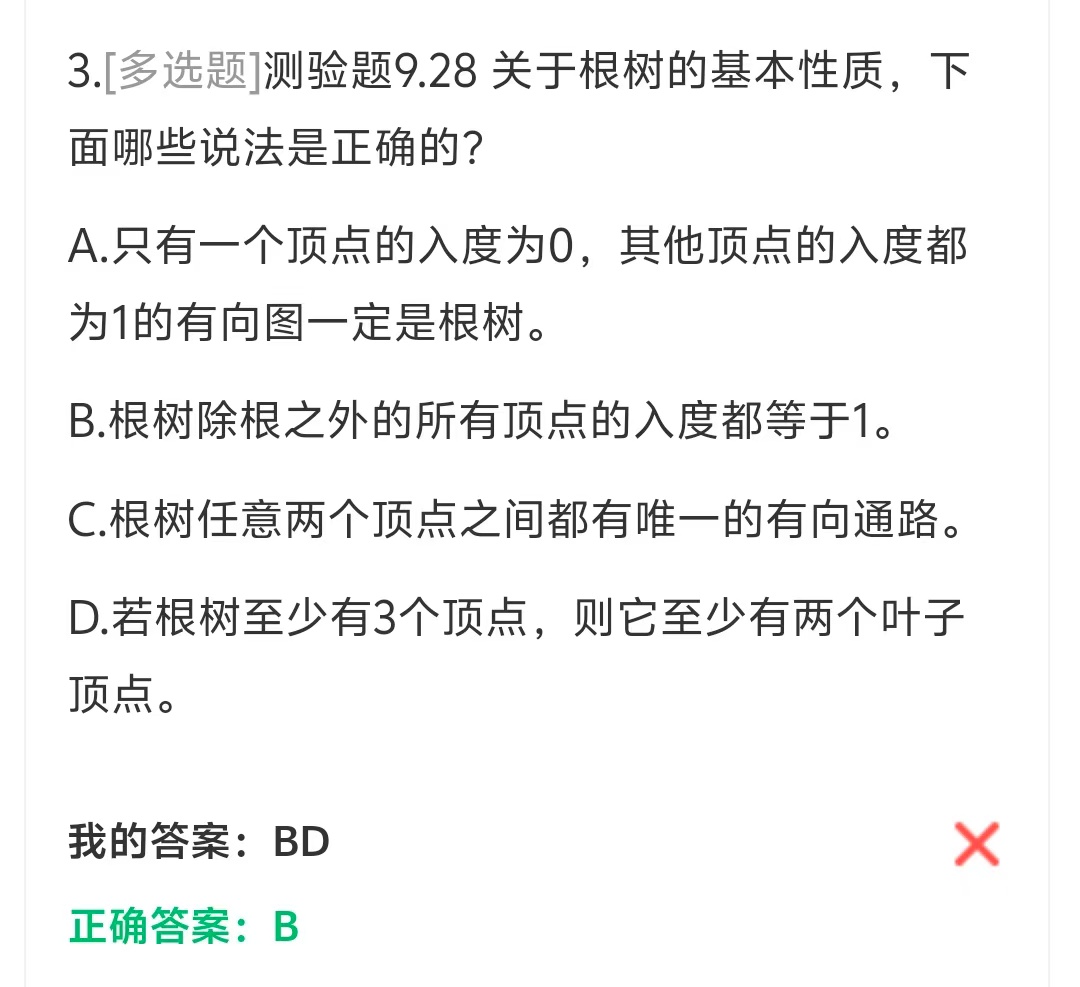 3.[多选题]测验题9.28 关于根树的基本性质，下
面哪些说法是正确的？
A.只有一个顶点的入度为0，其他顶点的入度都
为1的有向图一定是根树。
B.根树除根之外的所有顶点的入度都等于1。
C.根树任意两个顶点之间都有唯一的有向通路。
D.若根树至少有3个顶点，则它至少有两个叶子
顶点。
我的答案：BD
正确答案：B